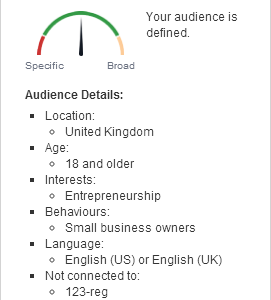 Your audience is
defined.
Specific
Broad
Audience Details:
Location:
United Kingdom
Age:
18 and older
Interests:
Entrepreneurship
Behaviours:
Small business owners
Language:
English (US) or English (UK)
Not connected to:
123-reg